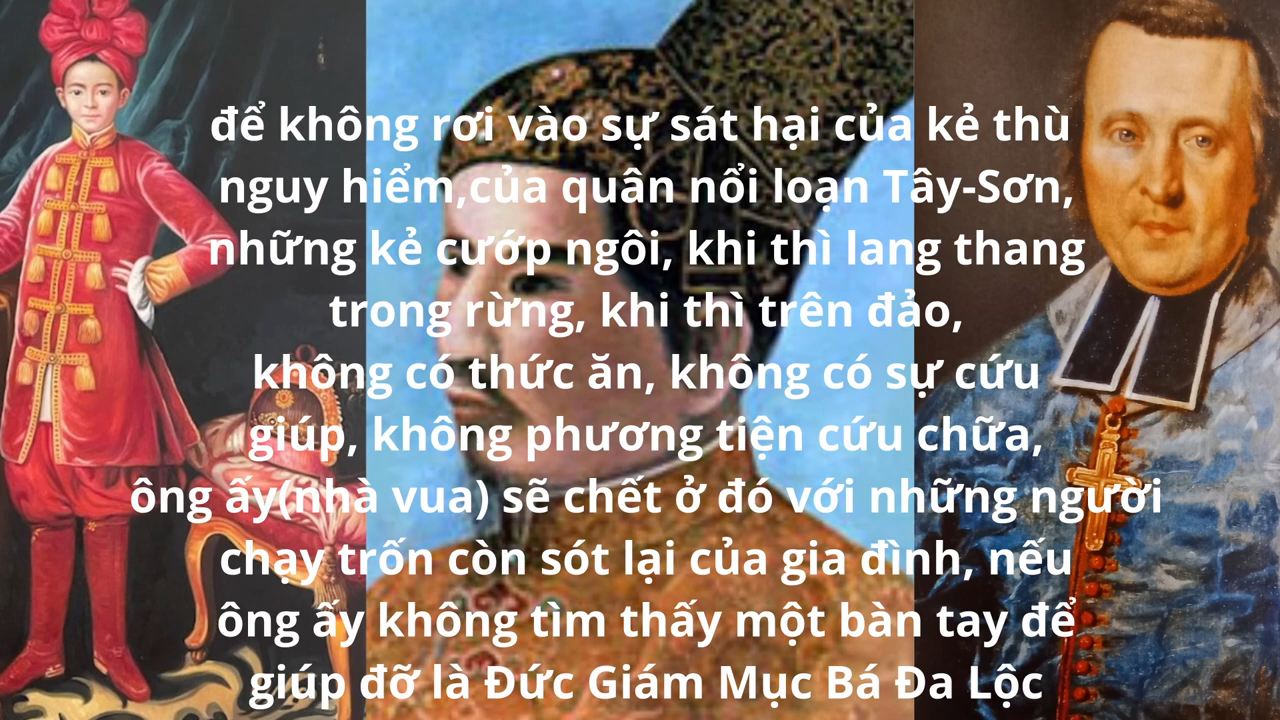 để không rơi vào sự sát hại của kẻ thù
nguy hiểm,của quân nổi loạn Tây-Sơn,
những kẻ cướp ngôi, khi thì lang thang
trong rừng, khi thì trên đảo,
không có thức ăn, không có sự cứu
giúp, không phương tiện cứu chữa,
ông ấy(nhà vua) sẽ chết ở đó với những người
chạy trốn còn sót lại của gia đình, nếu
ông ấy không tìm thấy một bàn tay để
giúp đỡ là Đức Giám Mục Bá Đa Lộc